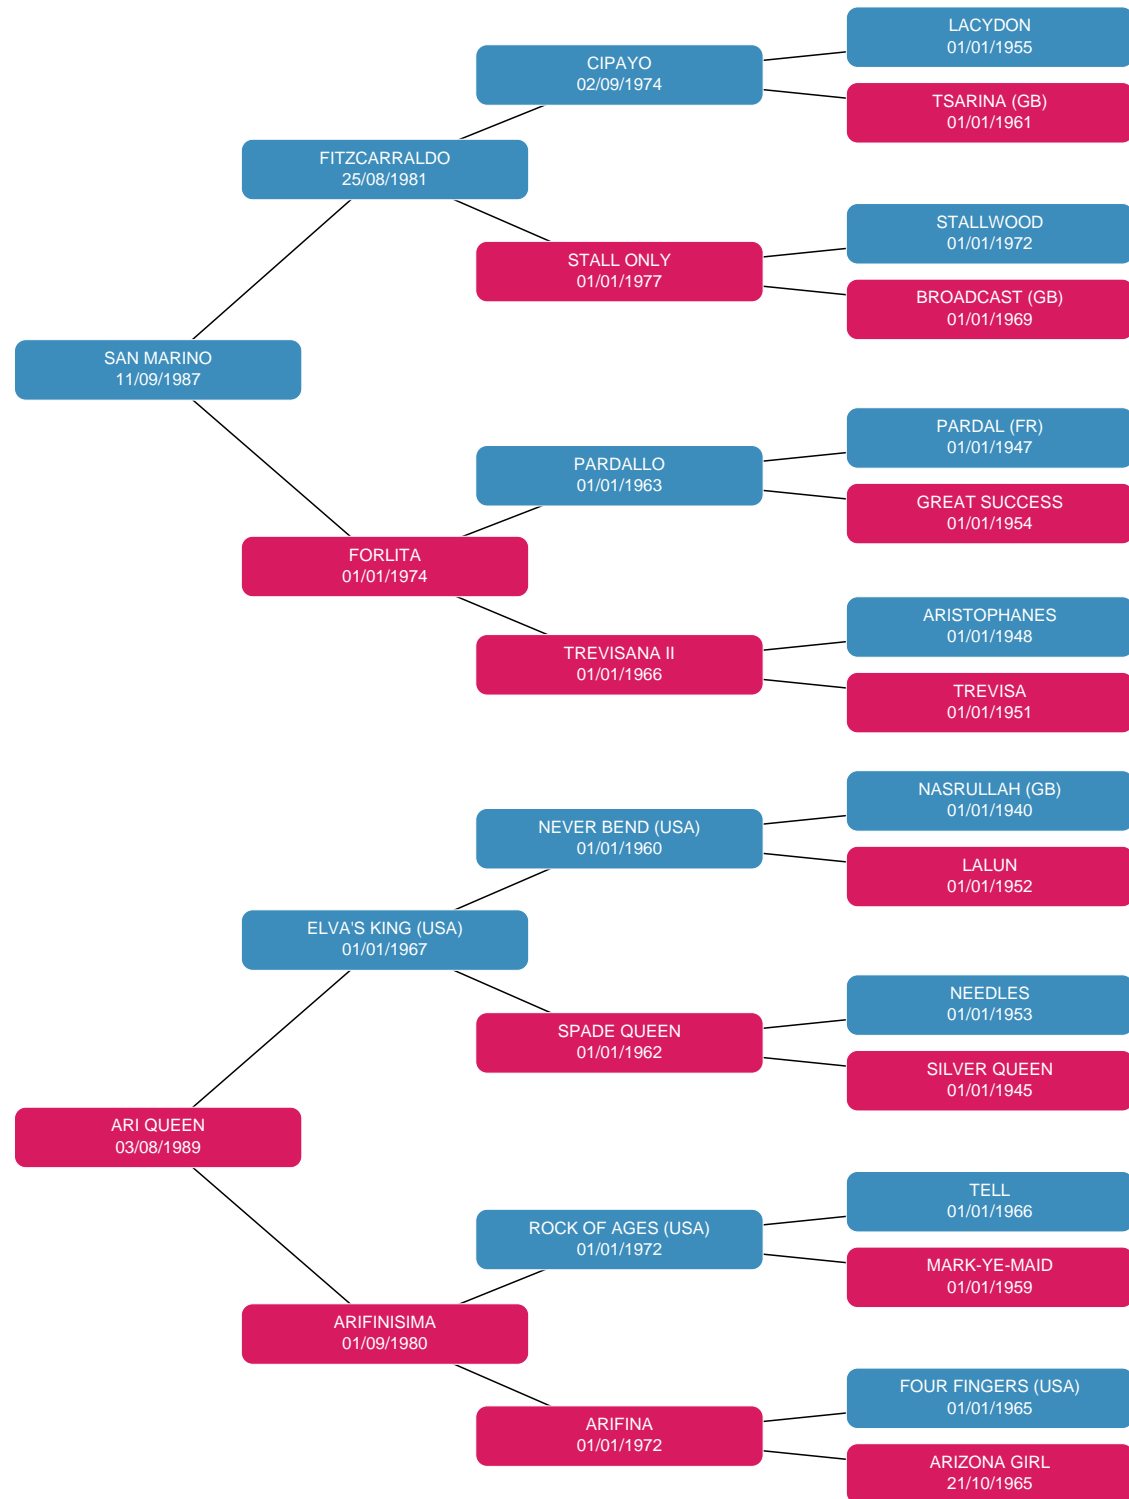 LACYDON
01/01/1955
CIPAYO
02/09/1974
TSARINA (GB)
01/01/1961
FITZCARRALDO
25/08/1981
STALLWOOD
01/01/1972
STALL ONLY
01/01/1977
BROADCAST (GB)
01/01/1969
SAN MARINO
11/09/1987
PARDAL (FR)
01/01/1947
PARDALLO
01/01/1963
GREAT SUCCESS
01/01/1954
FORLITA
01/01/1974
ARISTOPHANES
01/01/1948
TREVISANA II
01/01/1966
TREVISA
01/01/1951
NASRULLAH (GB)
01/01/1940
NEVER BEND (USA)
01/01/1960
LALUN
01/01/1952
ELVA'S KING (USA)
01/01/1967
NEEDLES
01/01/1953
SPADE QUEEN
01/01/1962
SILVER QUEEN
01/01/1945
ARI QUEEN
03/08/1989
TELL
01/01/1966
ROCK OF AGES (USA)
01/01/1972
MARK-YE-MAID
01/01/1959
ARIFINISIMA
01/09/1980
FOUR FINGERS (USA)
01/01/1965
ARIFINA
01/01/1972
ARIZONA GIRL
21/10/1965